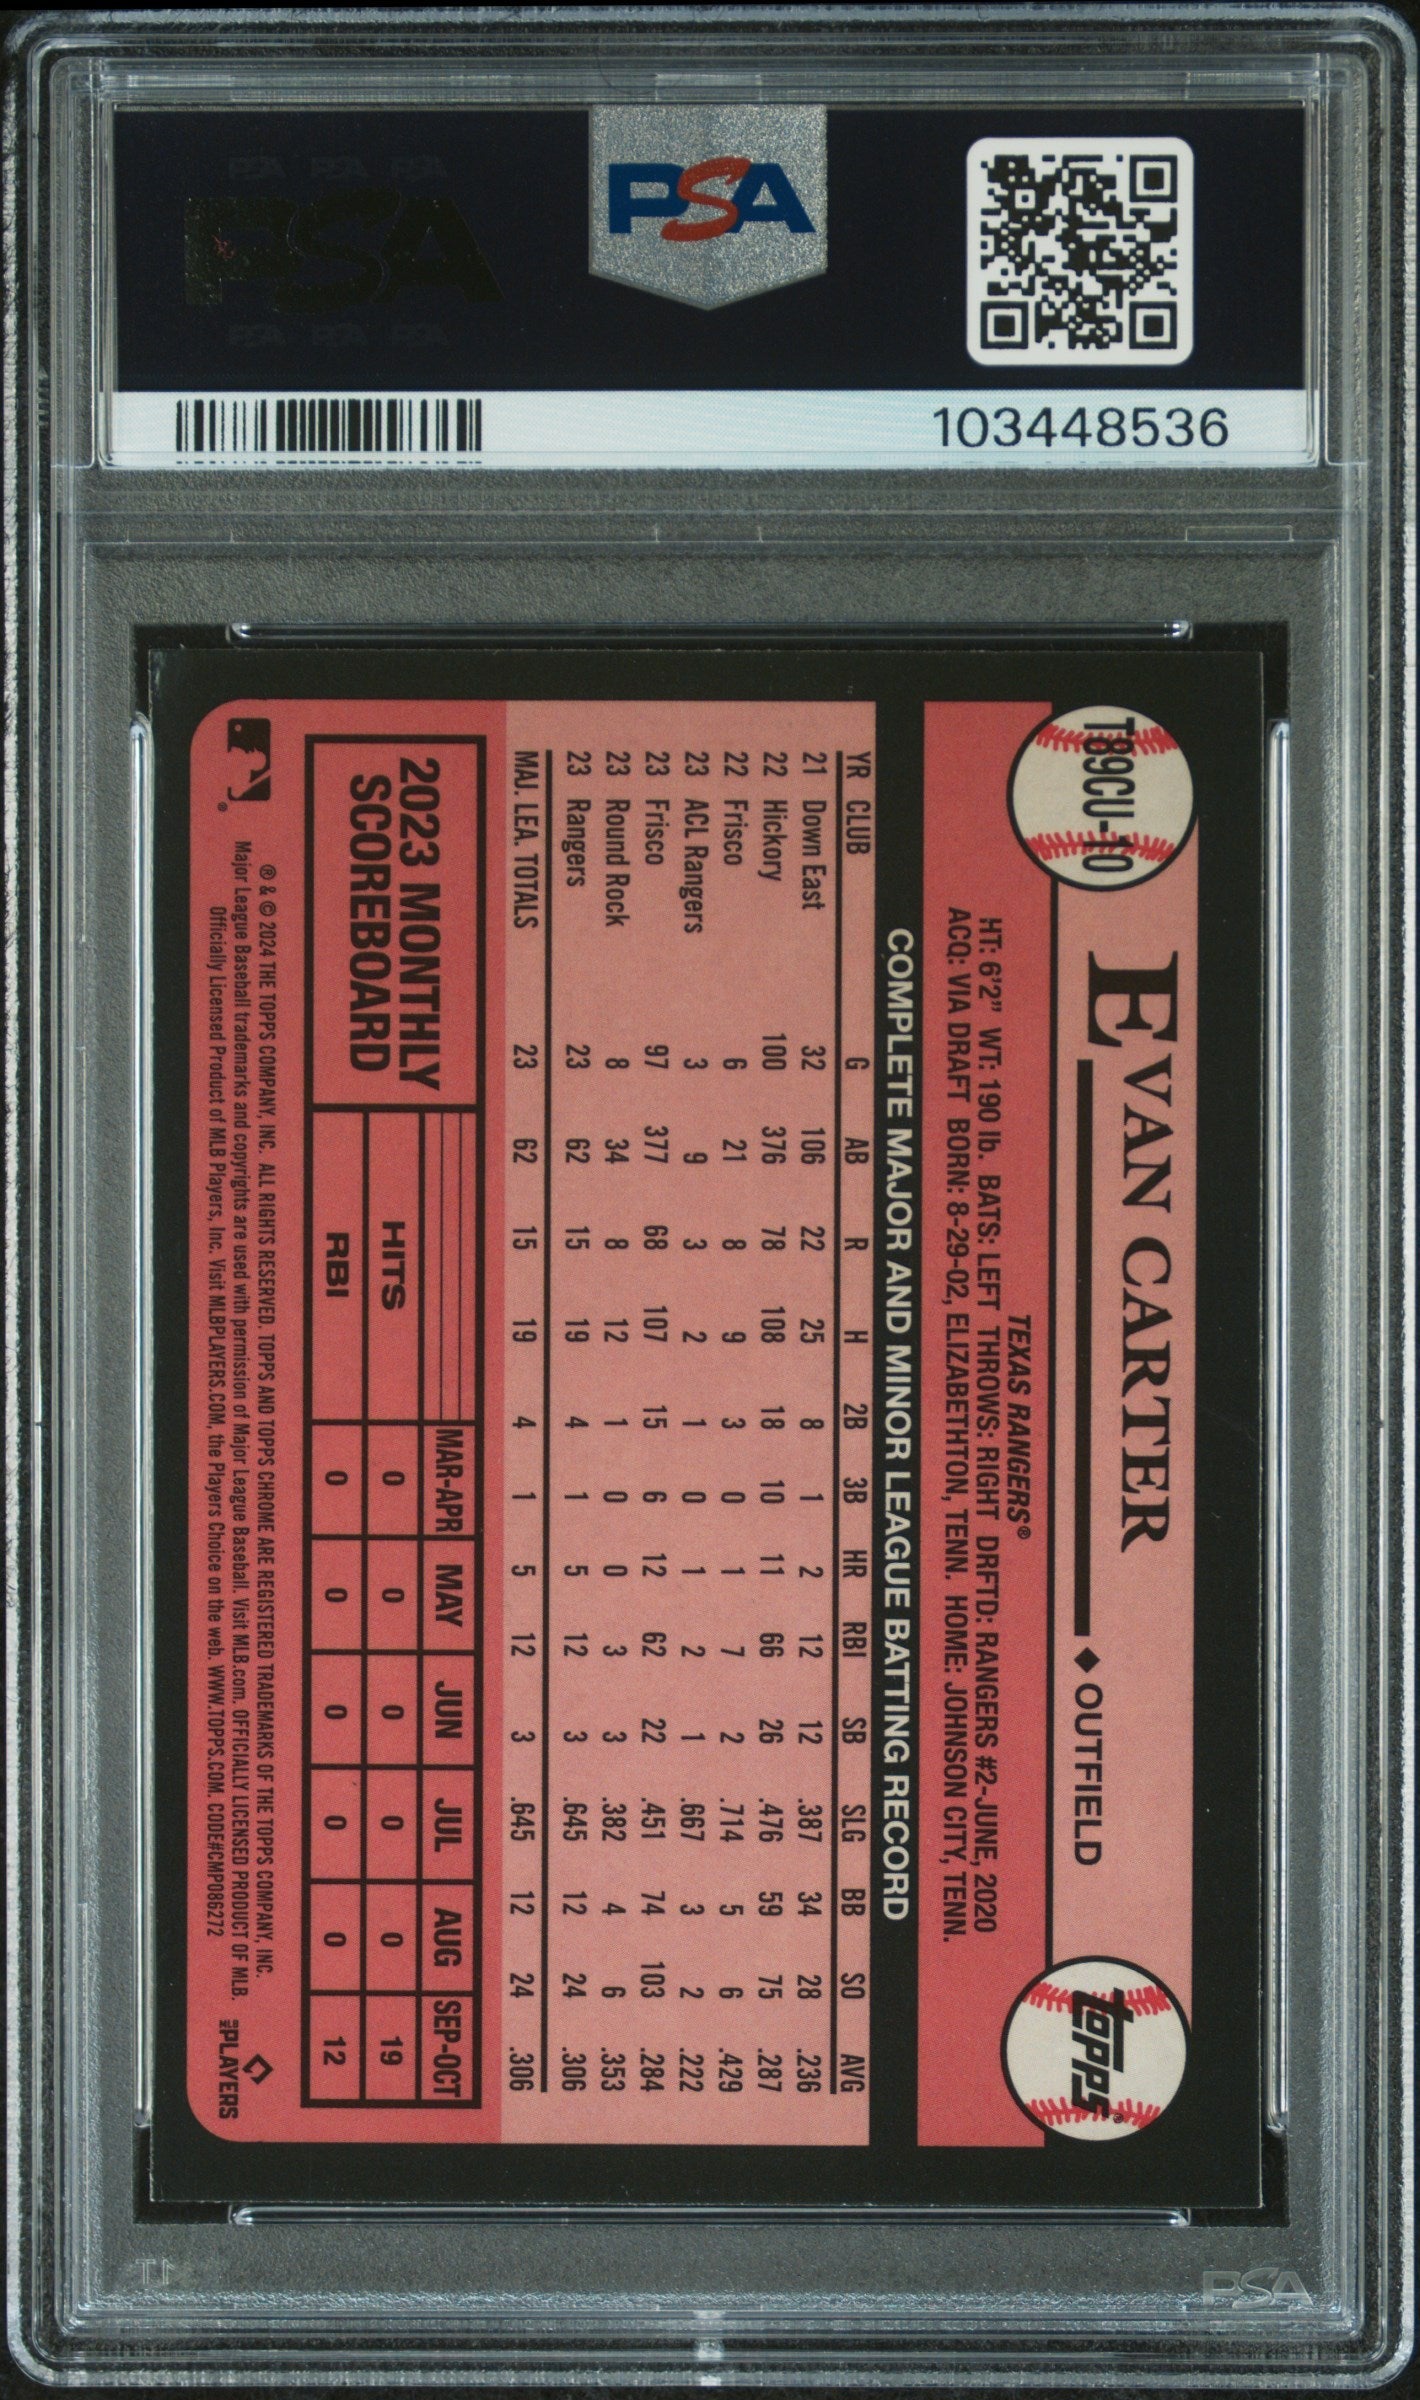 PSA PSA PSA
PSA
PSA PSA PSA
PSA
103448536
T89CU-10
EVAN CARTER
◆OUTFIELD
topps®
TEXAS RANGERS®
HT: 6'2" WT: 190 lb. BATS: LEFT THROWS: RIGHT DRFTD: RANGERS #2-JUNE, 2020
ACQ: VIA DRAFT BORN: 8-29-02, ELIZABETHTON, TENN. HOME: JOHNSON CITY, TENN.
COMPLETE MAJOR AND MINOR LEAGUE BATTING RECORD
YR CLUB G AB R H 2B 3B HR RBI SB SLG BB SO AVG
21 Down East 32 106 22 25 8 1 2 12 12 .387 34 28 .236
22 Hickory 100 376 78 108 18 10 11 66 26 .476 59 75 .287
22 Frisco 6 21 8 9 3 0 1 7 2 .714 5 6 .429
23 ACL Rangers 3 9 3 2 1 0 1 2 1 .667 3 2 .222
23 Frisco 97 377 68 107 15 6 12 62 22 .451 74 103 .284
23 Round Rock 8 34 8 12 1 0 0 3 3 .382 4 6 .353
23 Rangers 23 62 15 19 4 1 5 12 3 .645 12 24 .306
MAJ. LEA. TOTALS 23 62 15 19 4 1 5 12 3 .645 12 24 .306
2023 MONTHLY
SCOREBOARD
MAR-APR MAY JUN JUL AUG SEP-OCT
HITS 0 0 0 0 0 19
RBI 0 0 0 0 0 12
® & © 2024 THE TOPPS COMPANY, INC. ALL RIGHTS RESERVED. TOPPS AND TOPPS CHROME ARE REGISTERED TRADEMARKS OF THE TOPPS COMPANY, INC.
Major League Baseball trademarks and copyrights are used with permission of Major League Baseball. Visit MLB.com. OFFICIALLY LICENSED PRODUCT OF MLB.
Officially Licensed Product of MLB Players, Inc. Visit MLBPLAYERS.COM, the Players Choice on the web. WWW.TOPPS.COM. CODE#CMP086272
MLB PLAYERS
PSA